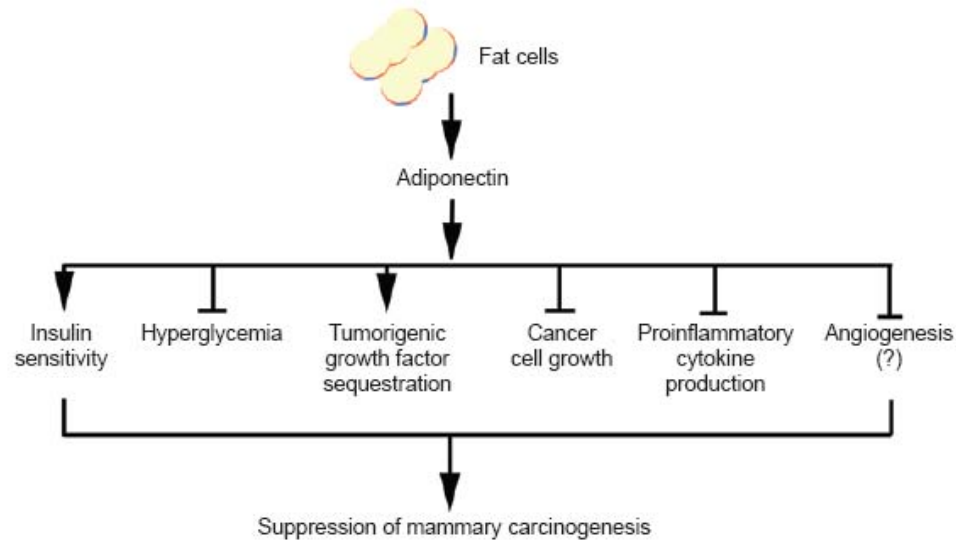 Fat cells
Adiponectin
Insulin
sensitivity
Hyperglycemia
Tumorigenic
growth factor
sequestration
Cancer
cell growth
Proinflammatory
cytokine
production
Angiogenesis
(?)
Suppression of mammary carcinogenesis